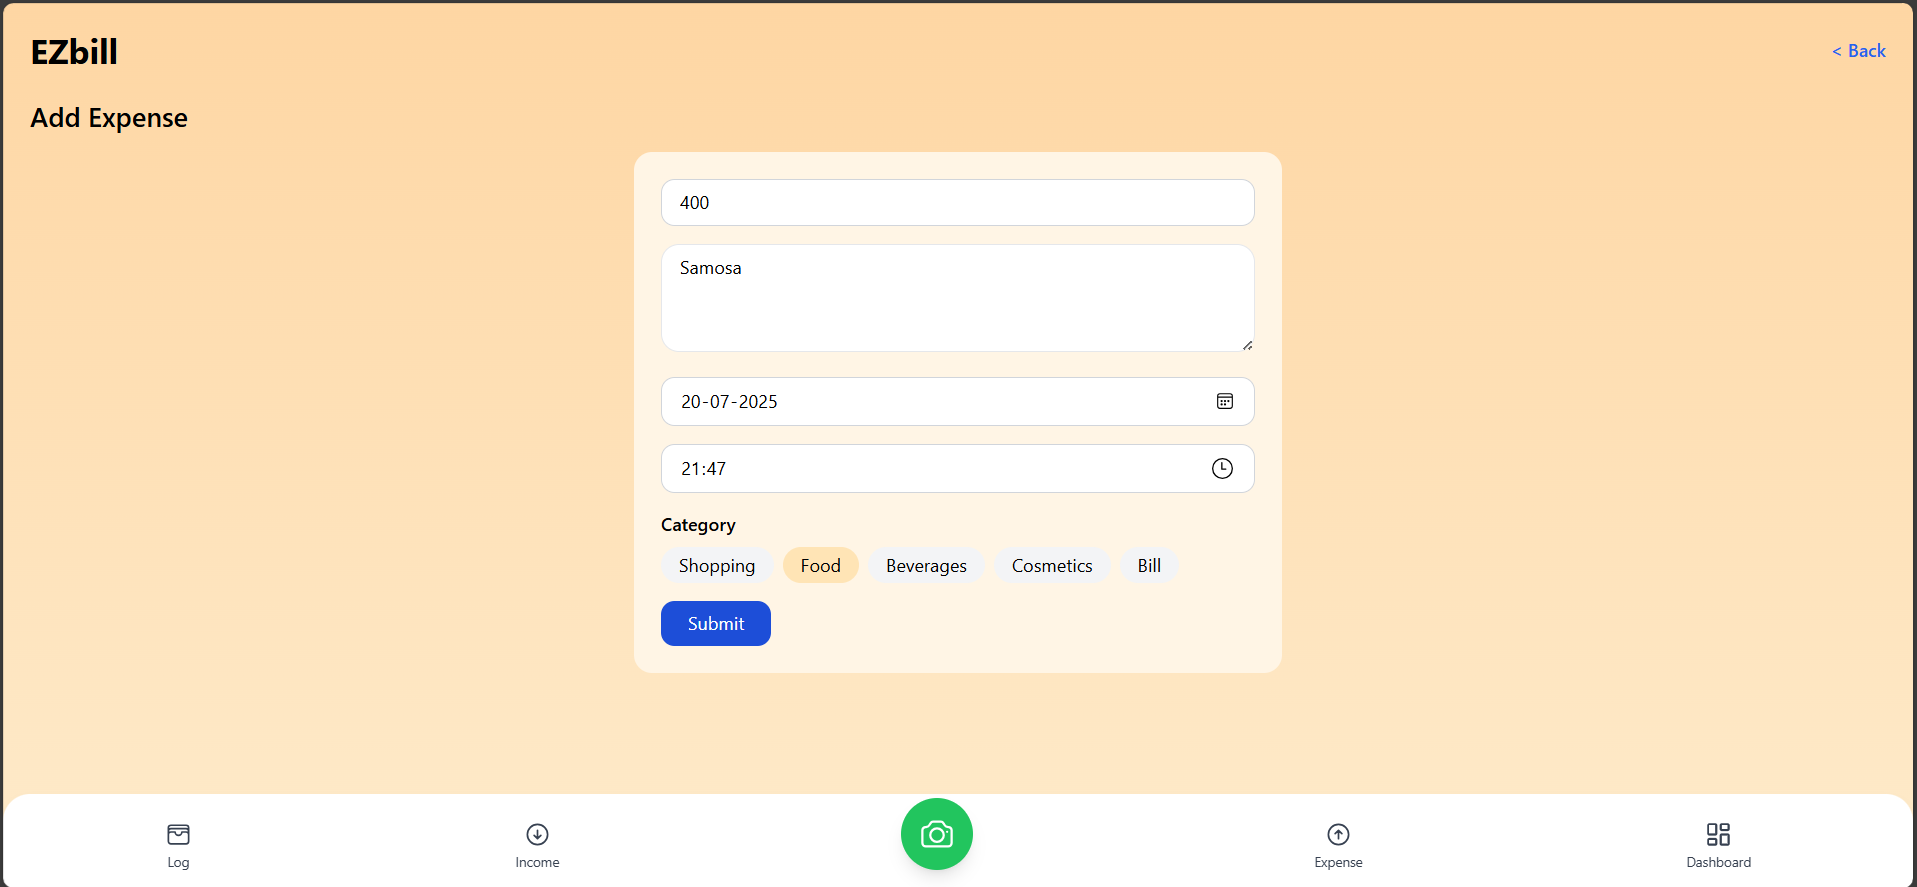 EZbill
< Back
Add Expense
400
Samosa
20-07-2025
21:47
Category
Shopping Food Beverages Cosmetics Bill
Submit
Log Income Expense Dashboard